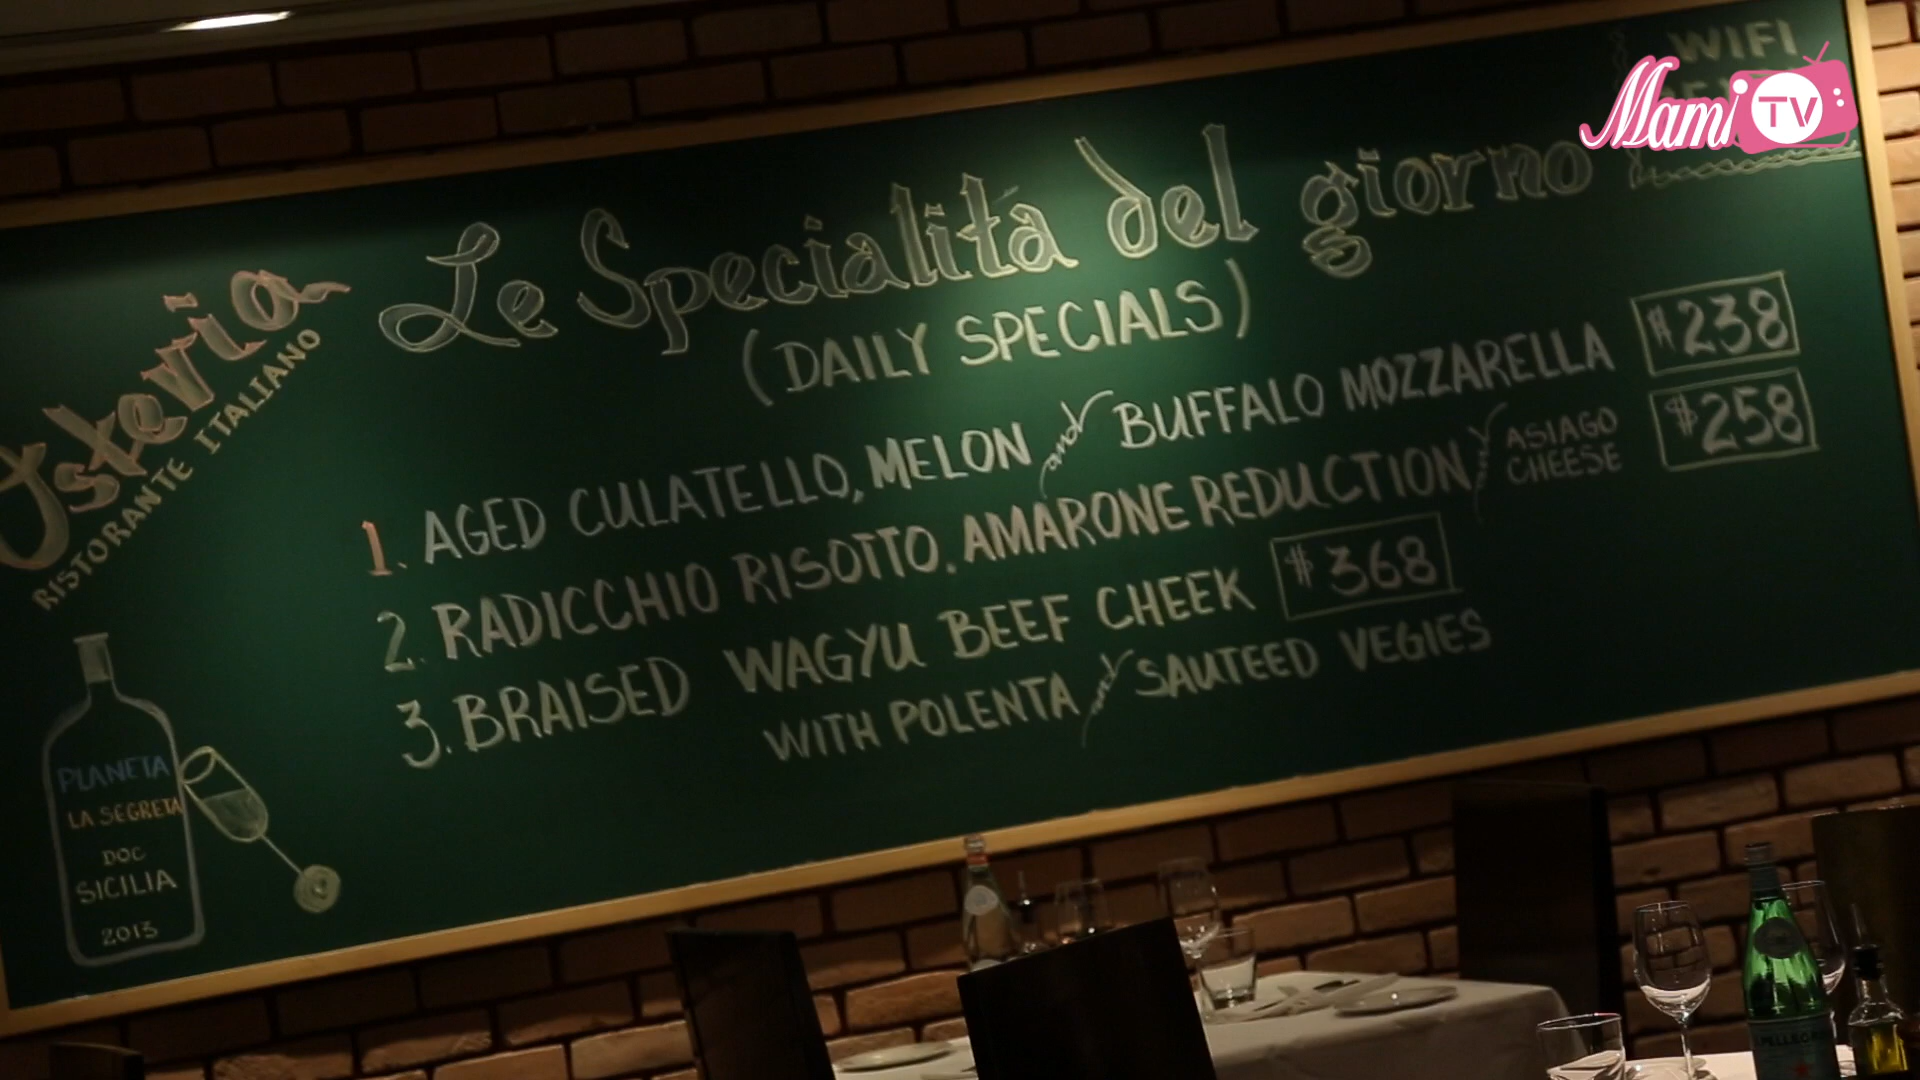 WIFI
Mami TV
Osteria
RISTORANTE ITALIANO
Le Specialità del giorno
(DAILY SPECIALS)
1. AGED CULATELLO, MELON and BUFFALO MOZZARELLA $238
2. RADICCHIO RISOTTO, AMARONE REDUCTION and ASIAGO CHEESE $258
3. BRAISED WAGYU BEEF CHEEK $368
WITH POLENTA and SAUTEED VEGIES
PLANETA
LA SEGRETA
DOC
SICILIA
2013
S.PELLEGRINO